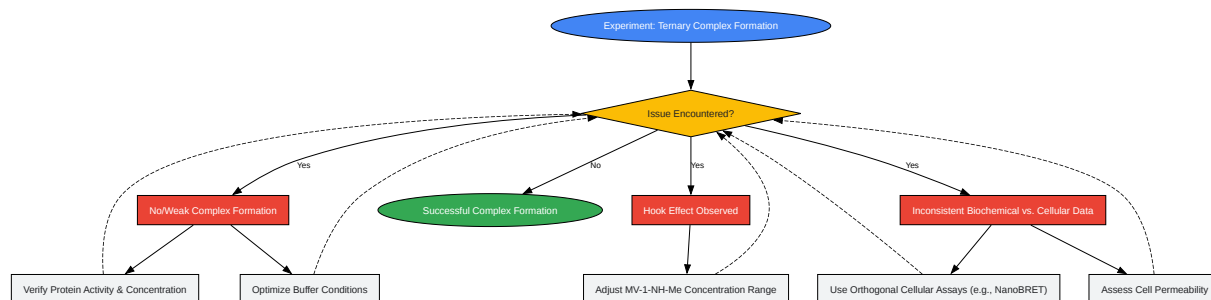 Experiment: Ternary Complex Formation
Issue Encountered?
Yes
No
Yes
Yes
No/Weak Complex Formation
Successful Complex Formation
Hook Effect Observed
Inconsistent Biochemical vs. Cellular Data
Verify Protein Activity & Concentration
Optimize Buffer Conditions
Adjust MV-1-NH-Me Concentration Range
Use Orthogonal Cellular Assays (e.g., NanoBRET)
Assess Cell Permeability